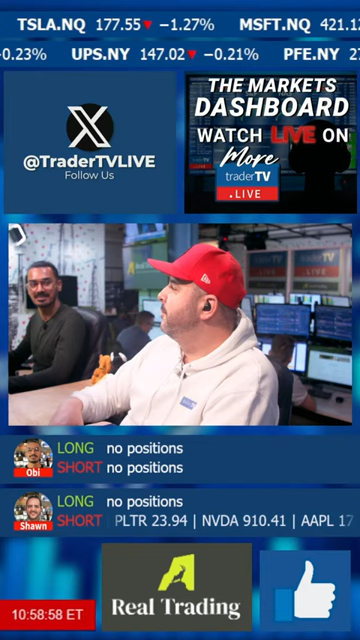 TSLA.NQ 177.55 −1.27% MSFT.NQ 421.12
-0.23% UPS.NY 147.02 −0.21% PFE.NY 27
@TraderTVLIVE
Follow Us
THE MARKETS
DASHBOARD
WATCH LIVE ON
More
traderTV
.LIVE
LONG no positions
SHORT no positions
Obi
LONG no positions
SHORT PLTR 23.94 | NVDA 910.41 | AAPL 17
Shawn
10:58:58 ET
Real Trading